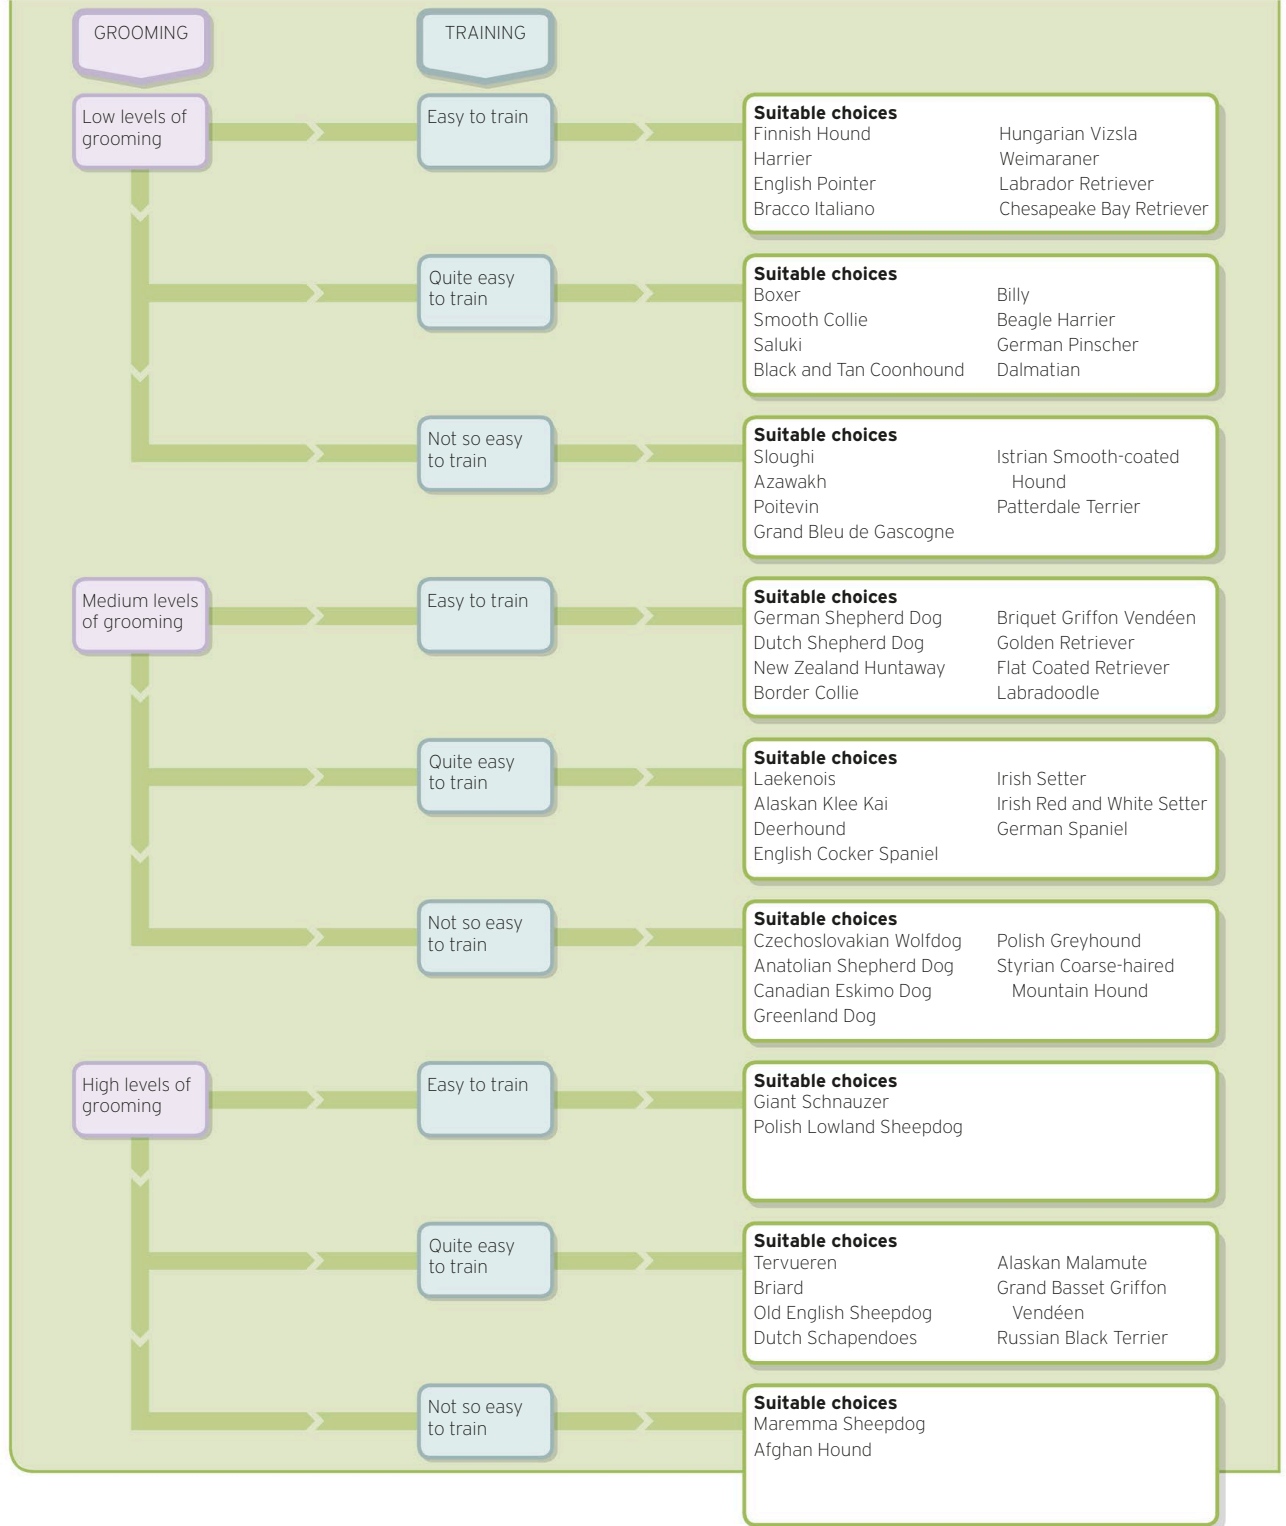 GROOMING
TRAINING
Low levels of
grooming
Easy to train
Suitable choices
Finnish Hound
Harrier
English Pointer
Bracco Italiano
Hungarian Vizsla
Weimaraner
Labrador Retriever
Chesapeake Bay Retriever
Quite easy
to train
Suitable choices
Boxer
Smooth Collie
Saluki
Black and Tan Coonhound
Billy
Beagle Harrier
German Pinscher
Dalmatian
Not so easy
to train
Suitable choices
Sloughi
Azawakh
Poitevin
Grand Bleu de Gascogne
Istrian Smooth-coated
Hound
Patterdale Terrier
Medium levels
of grooming
Easy to train
Suitable choices
German Shepherd Dog
Dutch Shepherd Dog
New Zealand Huntaway
Border Collie
Briquet Griffon Vendéen
Golden Retriever
Flat Coated Retriever
Labradoodle
Quite easy
to train
Suitable choices
Laekenois
Alaskan Klee Kai
Deerhound
English Cocker Spaniel
Irish Setter
Irish Red and White Setter
German Spaniel
Not so easy
to train
Suitable choices
Czechoslovakian Wolfdog
Anatolian Shepherd Dog
Canadian Eskimo Dog
Greenland Dog
Polish Greyhound
Styrian Coarse-haired
Mountain Hound
High levels of
grooming
Easy to train
Suitable choices
Giant Schnauzer
Polish Lowland Sheepdog
Quite easy
to train
Suitable choices
Tervueren
Briard
Old English Sheepdog
Dutch Schapendoes
Alaskan Malamute
Grand Basset Griffon
Vendéen
Russian Black Terrier
Not so easy
to train
Suitable choices
Maremma Sheepdog
Afghan Hound